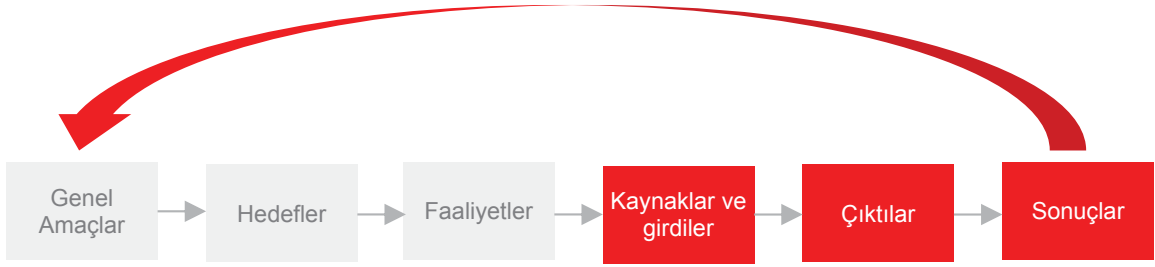 Genel
Amaçlar
Hedefler
Faaliyetler
Kaynaklar ve
girdiler
Çıktılar
Sonuçlar